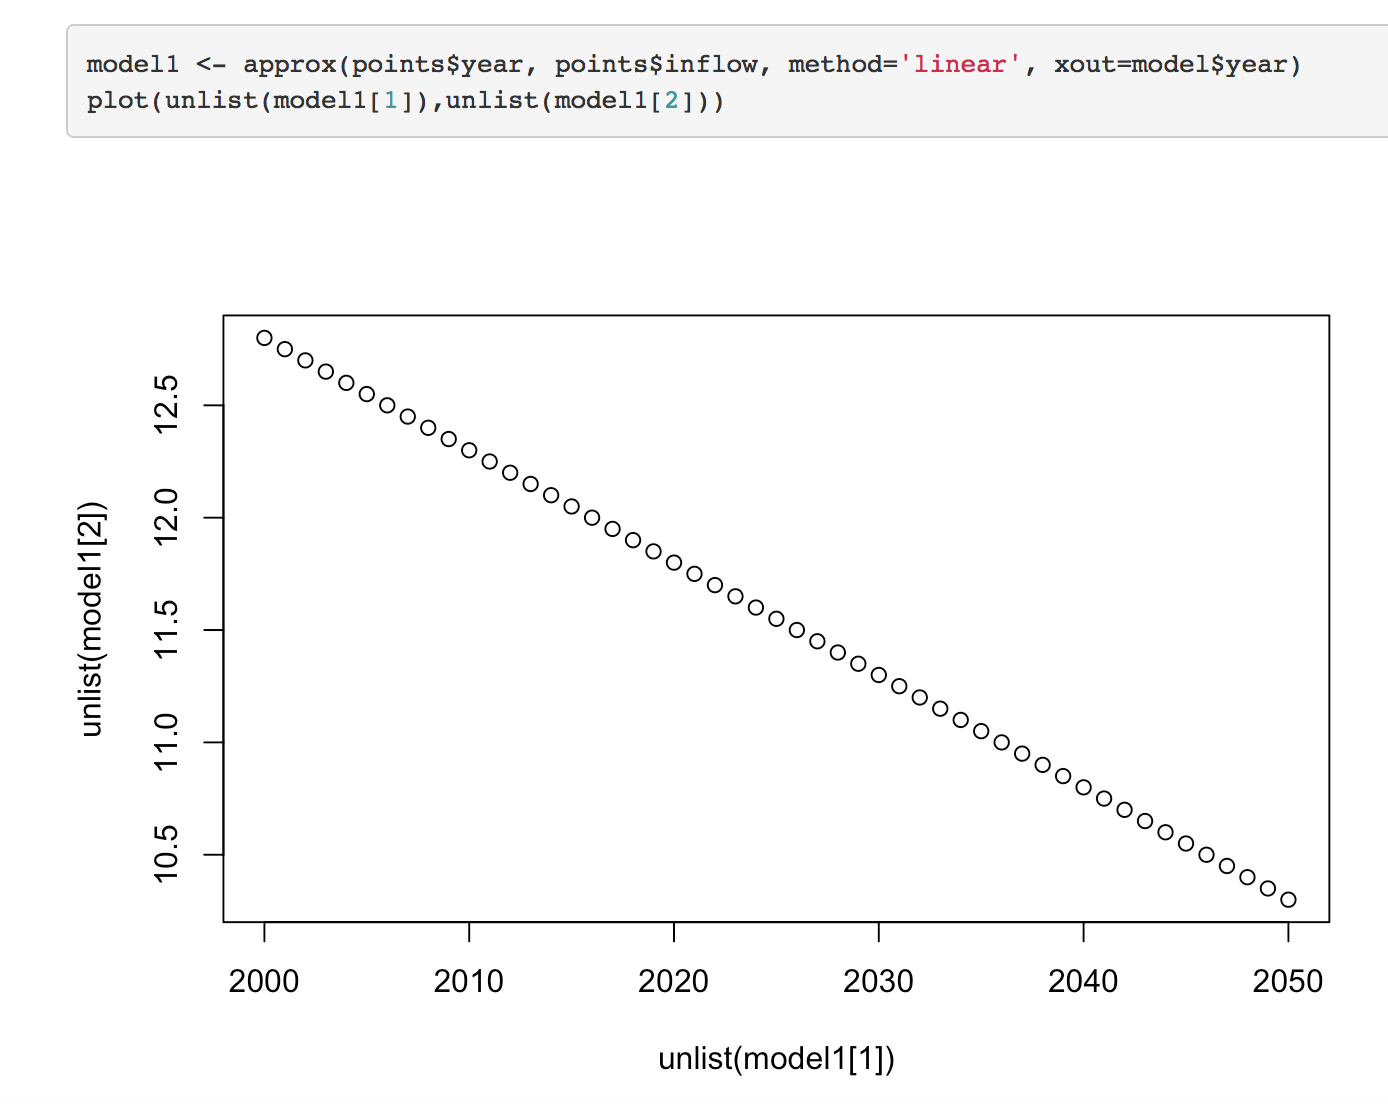 model1 <- approx(points$year, points$inflow, method='linear', xout=model$year)
plot(unlist(model1[1]),unlist(model1[2]))
unlist(model1[2])
12.5
12.0
11.5
11.0
10.5
2000 2010 2020 2030 2040 2050
unlist(model1[1])